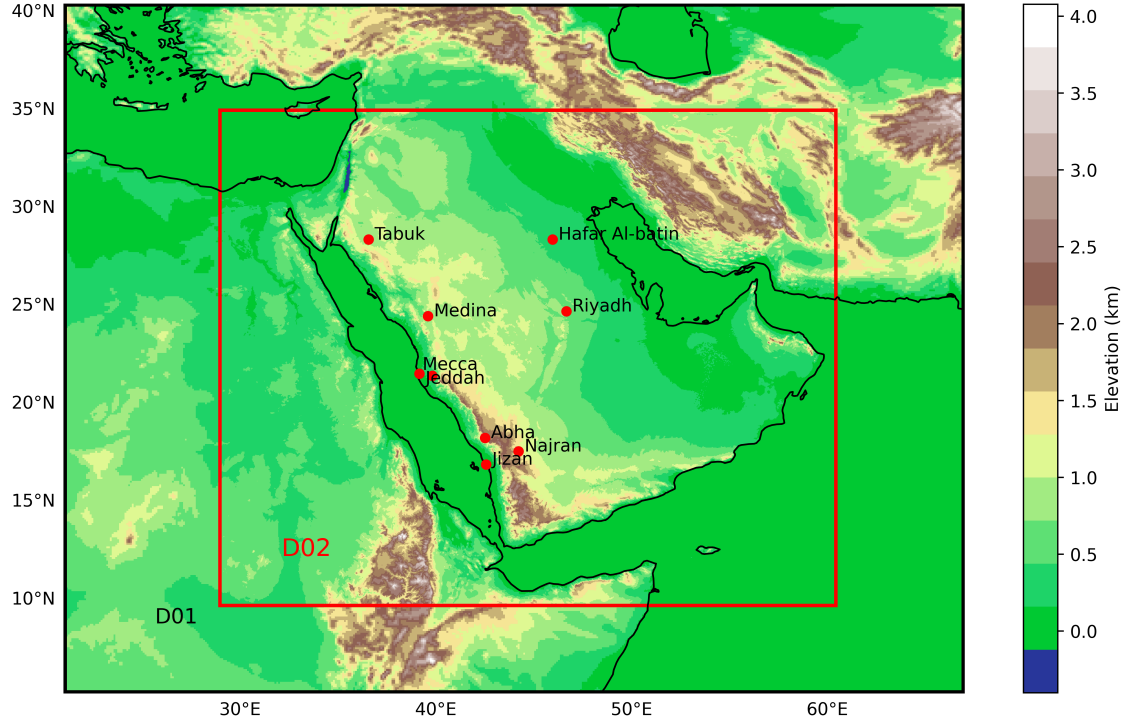 40°N
35°N
30°N
25°N
20°N
15°N
10°N
Tabuk
Hafar Al-batin
Medina
Riyadh
Mecca
Jeddah
Abha
Najran
Jizan
D02
D01
30°E
40°E
50°E
60°E
4.0
3.5
3.0
2.5
2.0
1.5
1.0
0.5
0.0
Elevation (km)